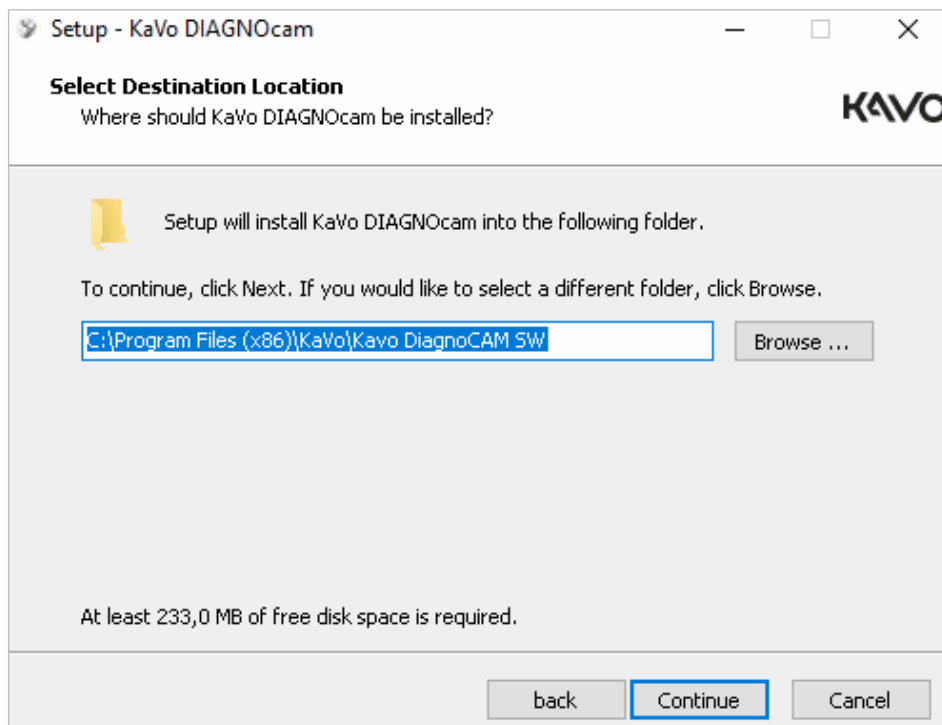 Setup - KaVo DIAGNOcam
Select Destination Location
Where should KaVo DIAGNOcam be installed?
KAVO
Setup will install KaVo DIAGNOcam into the following folder.
To continue, click Next. If you would like to select a different folder, click Browse.
C:\Program Files (x86)\KaVo\Kavo DiagnoCAM SW
Browse ...
At least 233,0 MB of free disk space is required.
back
Continue
Cancel